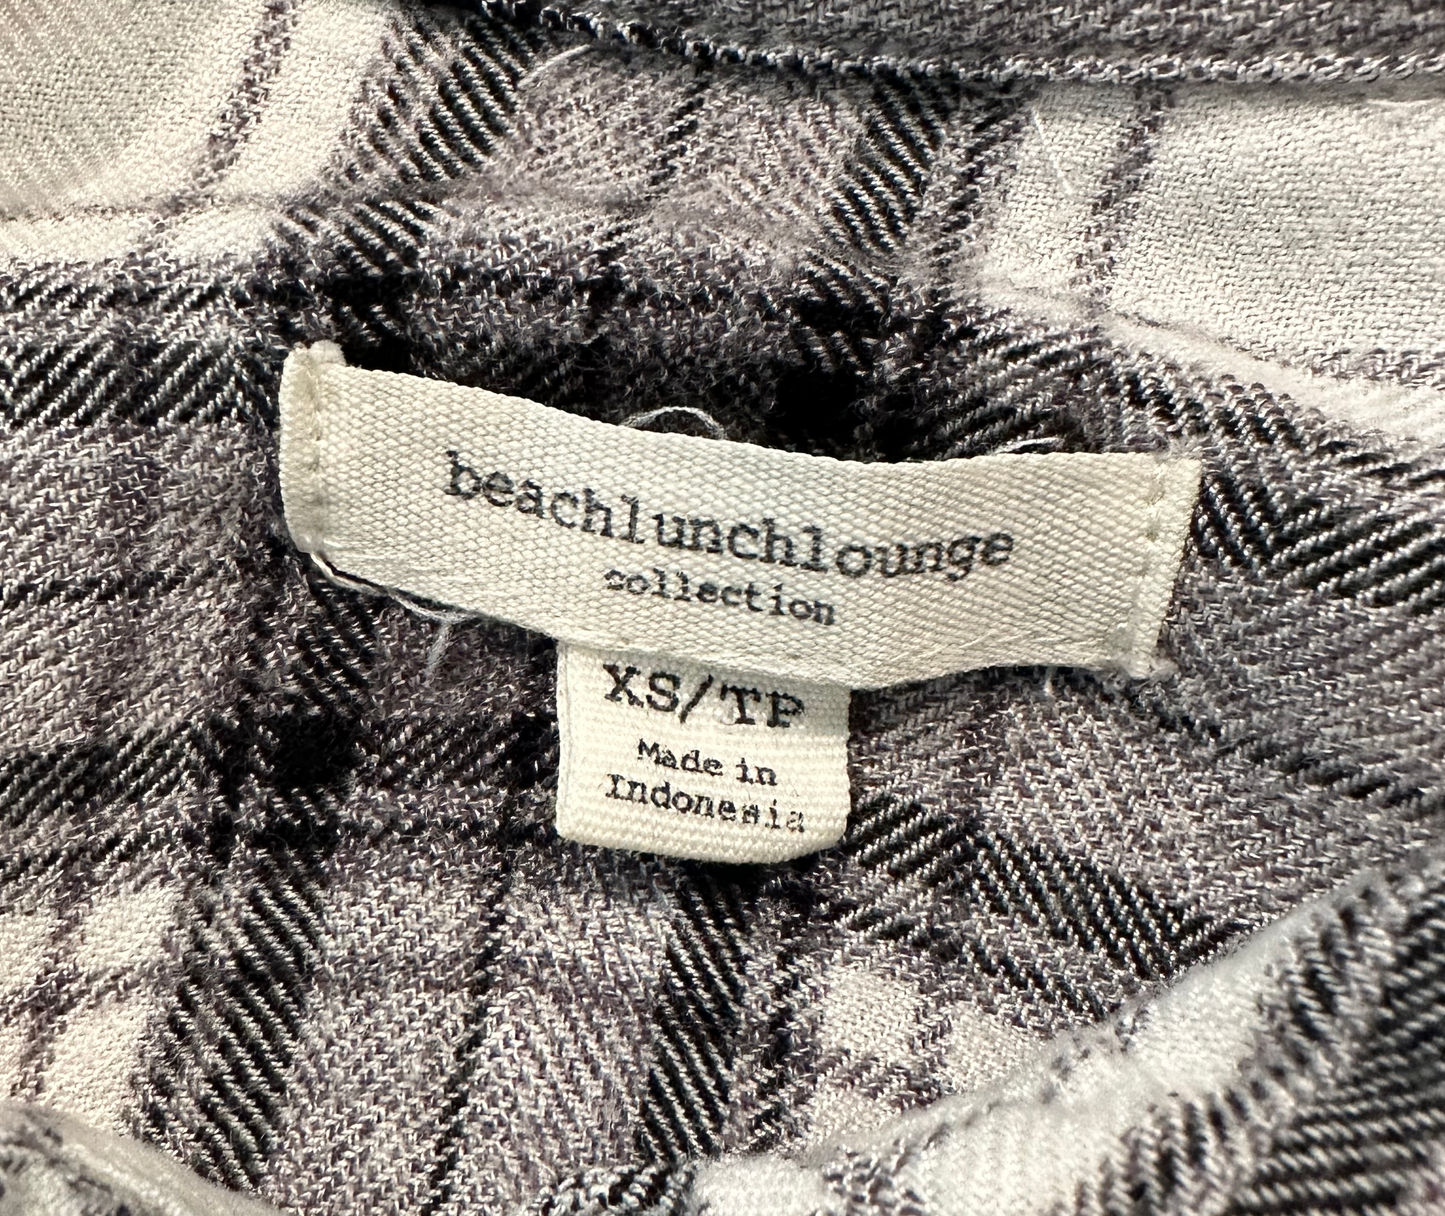 beachlunchlounge
collection
XS/TP
Made in
Indonesia